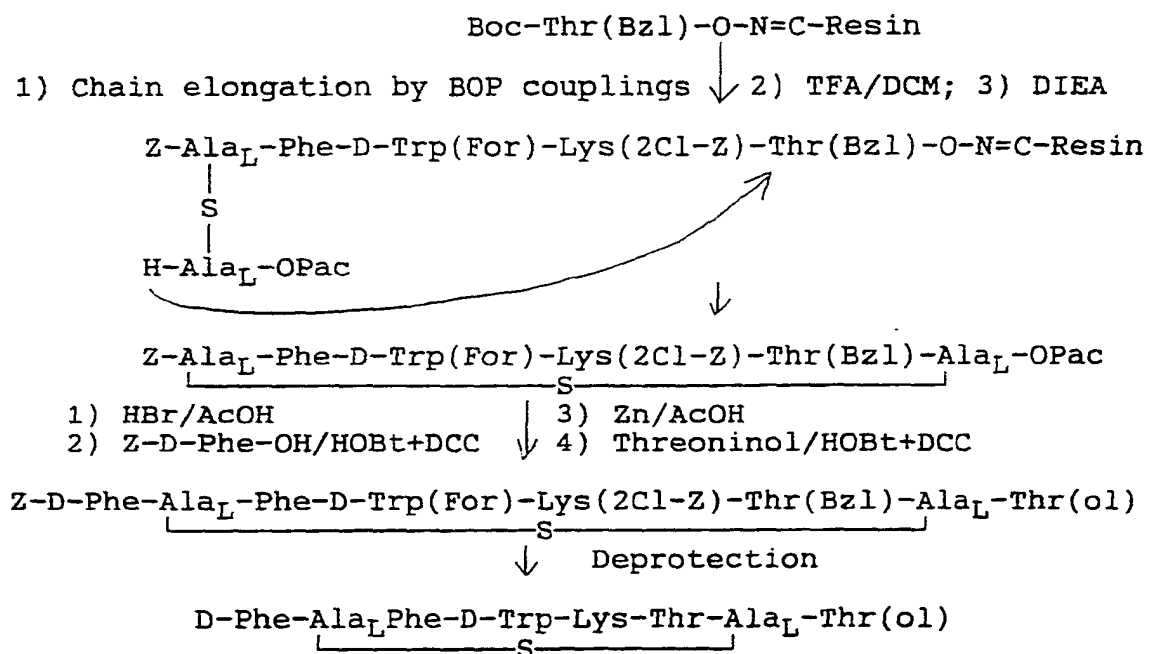 Boc-Thr(Bzl)-O-N=C-Resin
1) Chain elongation by BOP couplings 2) TFA/DCM; 3) DIEA
Z-AlaL-Phe-D-Trp(For)-Lys(2Cl-Z)-Thr(Bzl)-O-N=C-Resin
S
H-AlaL-OPac
Z-AlaL-Phe-D-Trp(For)-Lys(2Cl-Z)-Thr(Bzl)-AlaL-OPac
S
1) HBr/AcOH 3) Zn/AcOH
2) Z-D-Phe-OH/HOBt+DCC 4) Threoninol/HOBt+DCC
Z-D-Phe-AlaL-Phe-D-Trp(For)-Lys(2Cl-Z)-Thr(Bzl)-AlaL-Thr(ol)
S
Deprotection
D-Phe-AlaLPhe-D-Trp-Lys-Thr-AlaL-Thr(ol)
S